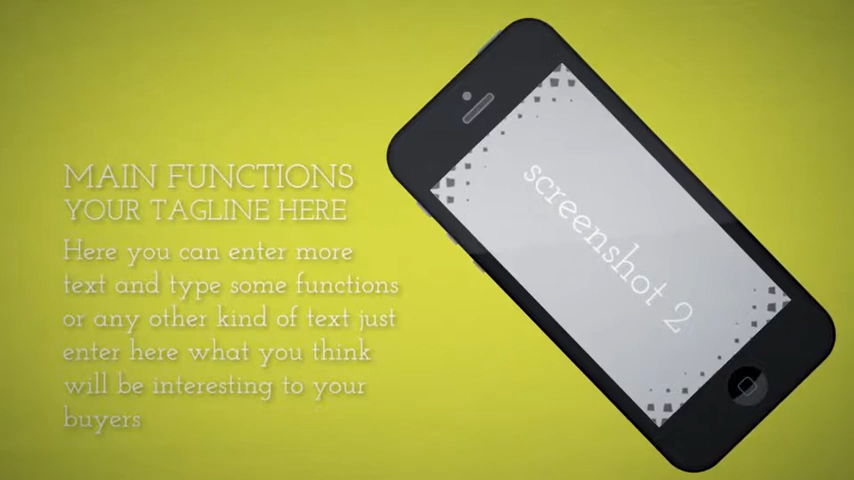 MAIN FUNCTIONS
YOUR TAGLINE HERE
Here you can enter more
text and type some functions
or any other kind of text just
enter here what you think
will be interesting to your
buyers
screenshot 2